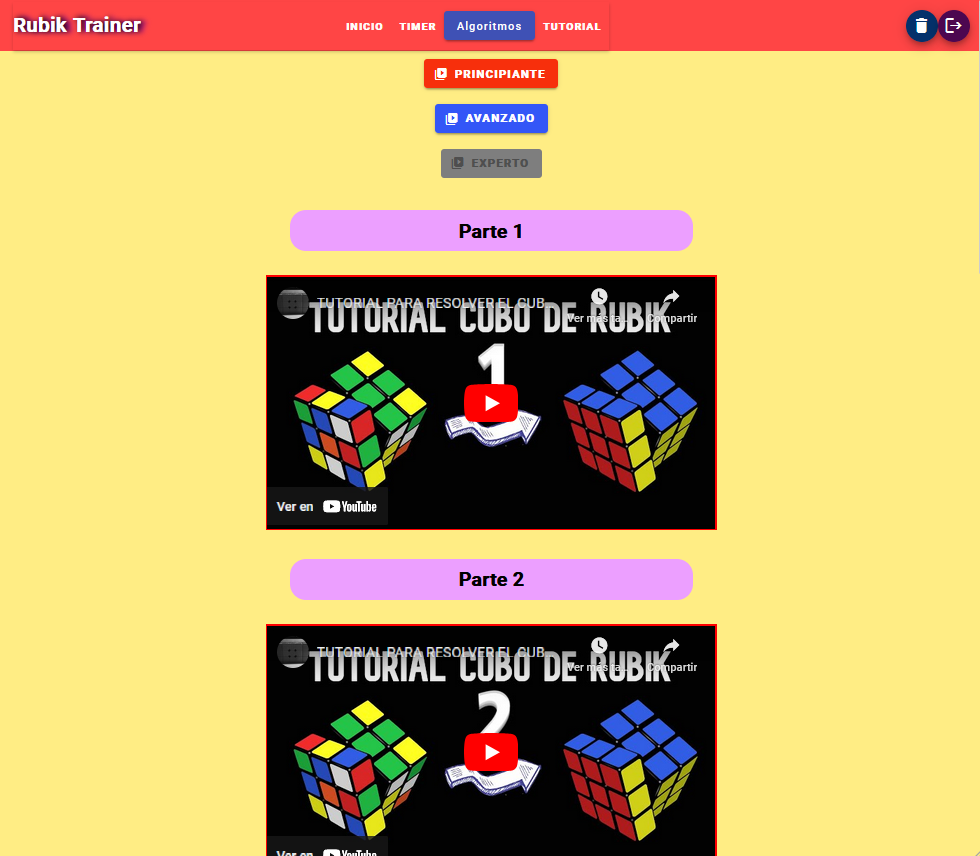 Rubik Trainer
INICIO TIMER Algoritmos TUTORIAL
PRINCIPIANTE
AVANZADO
EXPERTO
Parte 1
TUTORIAL PARA RESOLVER EL CUB...
Ver más ta... Compartir
TUTORIAL CUBO DE RUBIK
1
Ver en YouTube
Parte 2
TUTORIAL PARA RESOLVER EL CUB...
Ver más ta... Compartir
TUTORIAL CUBO DE RUBIK
2
Ver en YouTube